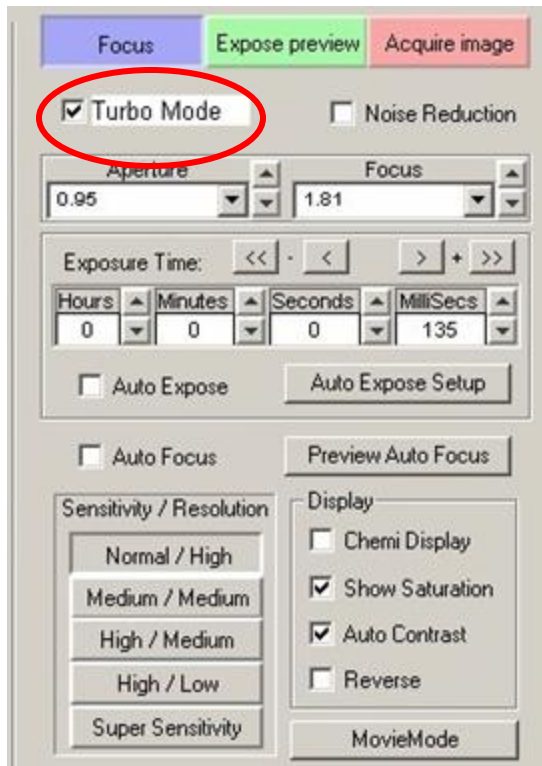 Focus Expose preview Acquire image
Turbo Mode Noise Reduction
Aperture Focus
0.95 1.81
Exposure Time: << - < > + >>
Hours Minutes Seconds MilliSecs
0 0 0 135
Auto Expose Auto Expose Setup
Auto Focus Preview Auto Focus
Sensitivity / Resolution
Normal / High
Medium / Medium
High / Medium
High / Low
Super Sensitivity
Display
Chemi Display
Show Saturation
Auto Contrast
Reverse
MovieMode